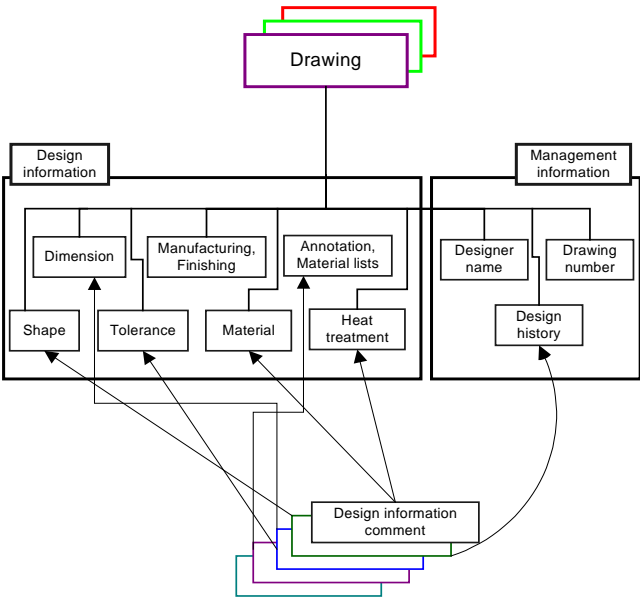 Drawing
Design
information
Management
information
Dimension
Manufacturing,
Finishing
Annotation,
Material lists
Designer
name
Drawing
number
Shape
Tolerance
Material
Heat
treatment
Design
history
Design information
comment